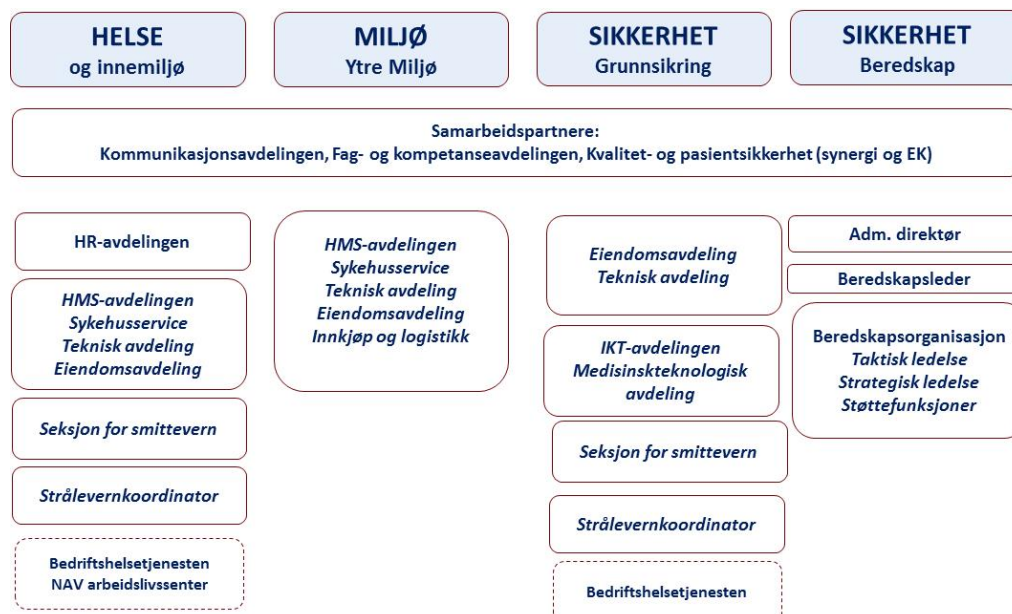 HELSE
og innemiljø
MILJØ
Ytre Miljø
SIKKERHET
Grunnsikring
SIKKERHET
Beredskap
Samarbeidspartnere:
Kommunikasjonsavdelingen, Fag- og kompetanseavdelingen, Kvalitet- og pasientsikkerhet (synergi og EK)
HR-avdelingen
HMS-avdelingen
Sykehusservice
Teknisk avdeling
Eiendomsavdeling
Seksjon for smittevern
Strålevernkoordinator
Bedriftshelsetjenesten
NAV arbeidslivssenter
HMS-avdelingen
Sykehusservice
Teknisk avdeling
Eiendomsavdeling
Innkjøp og logistikk
Eiendomsavdeling
Teknisk avdeling
IKT-avdelingen
Medisinskteknologisk
avdeling
Seksjon for smittevern
Strålevernkoordinator
Bedriftshelsetjenesten
Adm. direktør
Beredskapsleder
Beredskapsorganisasjon
Taktisk ledelse
Strategisk ledelse
Støttefunksjoner